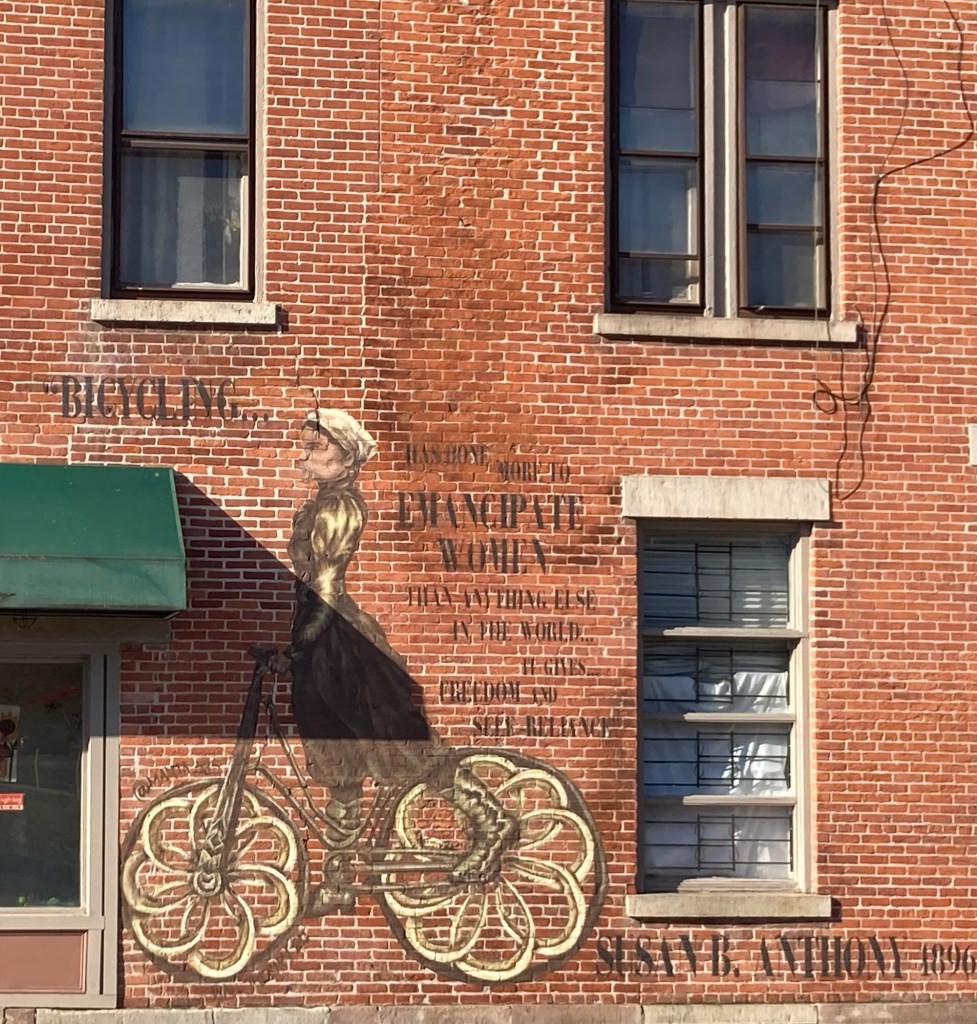 "BICYCLING...
HAS DONE MORE TO
EMANCIPATE
WOMEN
THAN ANYTHING ELSE
IN THE WORLD...
IT GIVES...
FREEDOM AND
SELF-RELIANCE"
SUSAN B. ANTHONY 1896